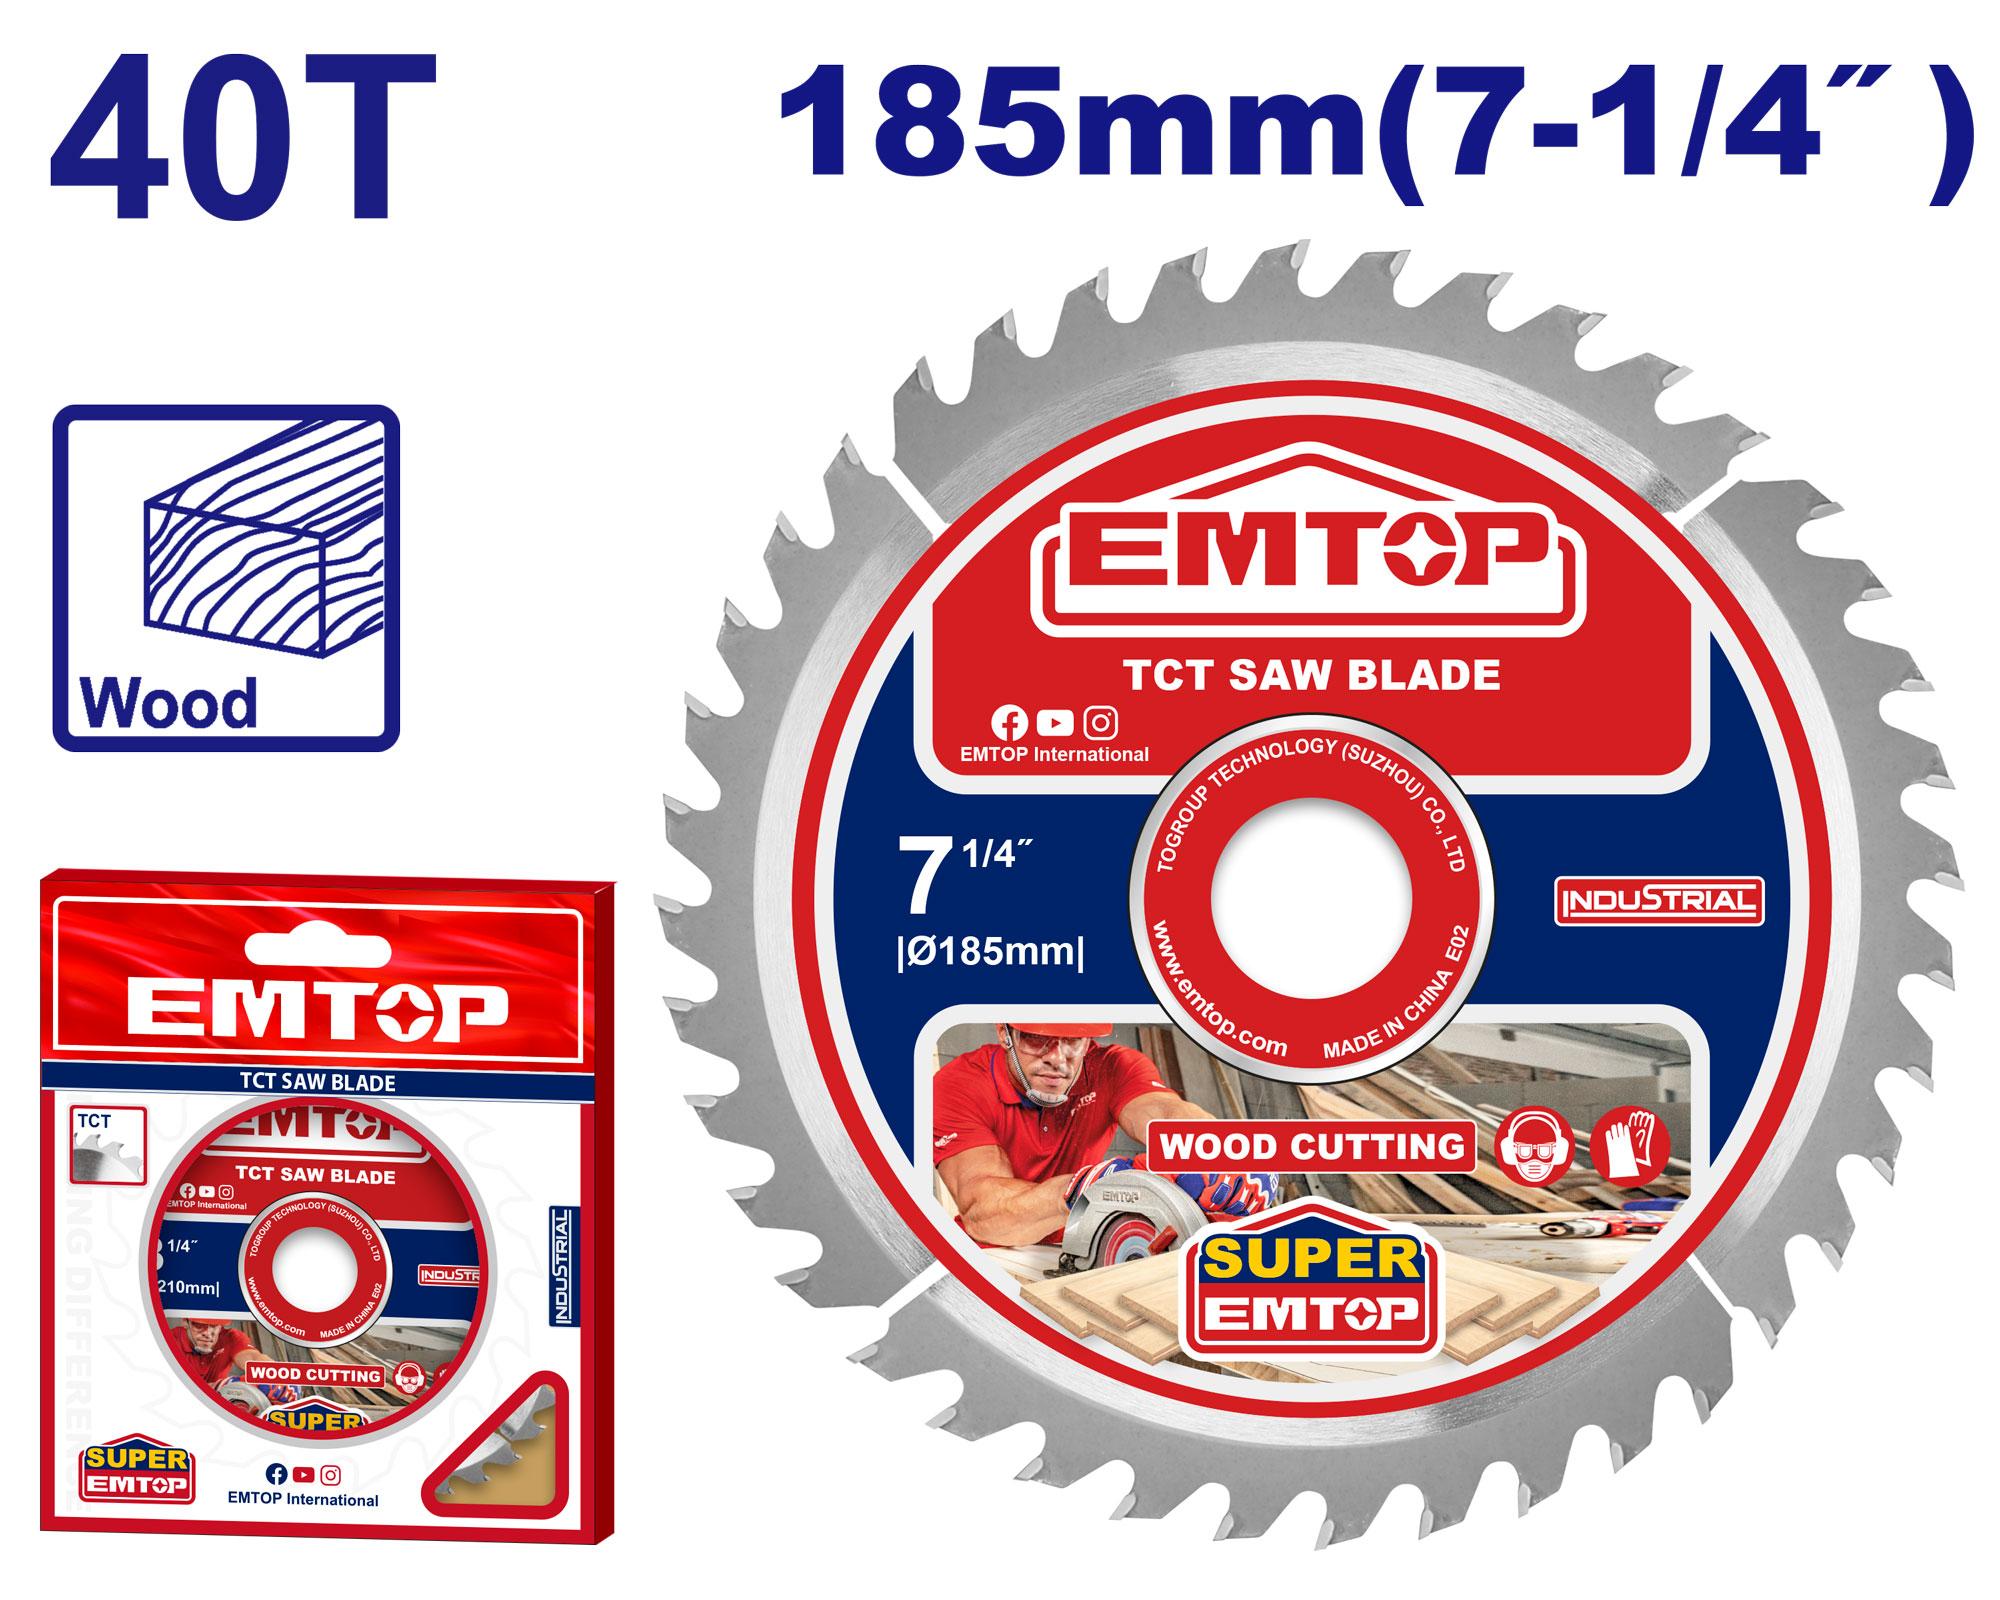 40T
185mm(7-1/4″)
Wood
EMTOP
TCT SAW BLADE
EMTOP International
TOGROUP TECHNOLOGY (SUZHOU) CO., LTD
www.emtop.com
MADE IN CHINA E02
7 1/4″
|Ø185mm|
INDUSTRIAL
WOOD CUTTING
EMTOP
SUPER
EMTOP
EMTOP
TCT SAW BLADE
TCT
EMTOP
TCT SAW BLADE
EMTOP International
TOGROUP TECHNOLOGY (SUZHOU) CO., LTD
www.emtop.com
MADE IN CHINA E02
1/4″
210mm|
INDUSTR
WOOD CUTTING
SUPER
INDUSTRIAL
SUPER
EMTOP
EMTOP International